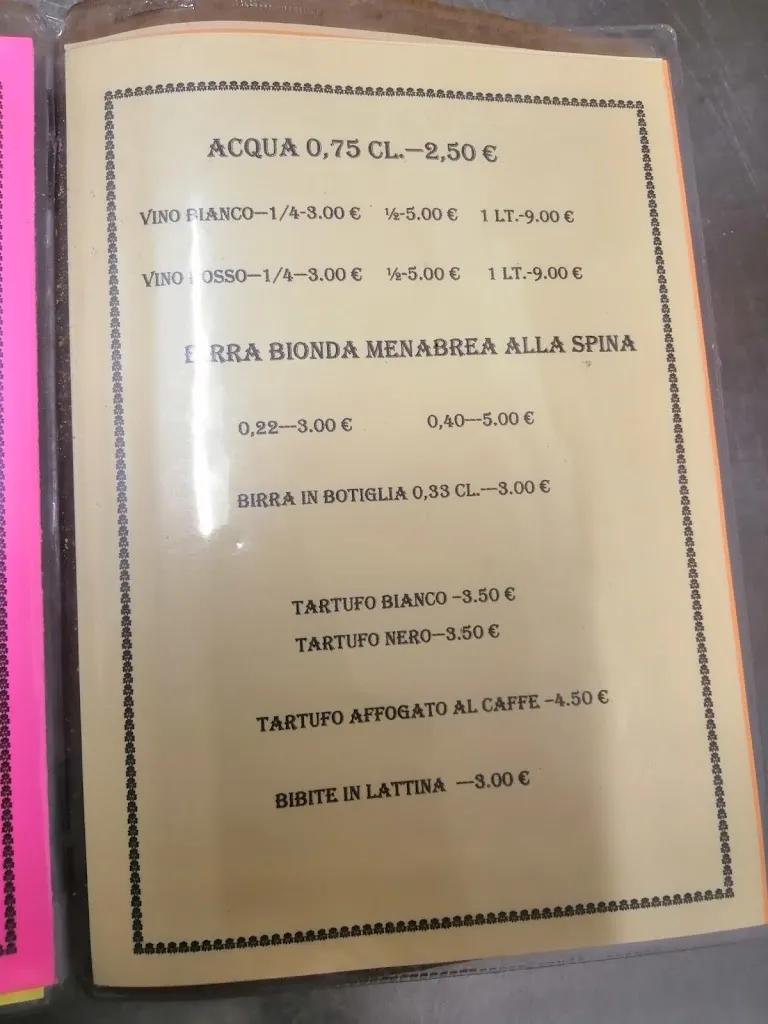 ACQUA 0,75 CL.—2,50 €
VINO BIANCO—1/4-3.00 € ½-5.00 € 1 LT.-9.00 €
VINO ROSSO—1/4—3.00 € ½-5.00 € 1 LT.-9.00 €
BIRRA BIONDA MENABREA ALLA SPINA
0,22---3.00 € 0,40---5.00 €
BIRRA IN BOTIGLIA 0,33 CL.---3.00 €
TARTUFO BIANCO -3.50 €
TARTUFO NERO—3.50 €
TARTUFO AFFOGATO AL CAFFE -4.50 €
BIBITE IN LATTINA ---3.00 €